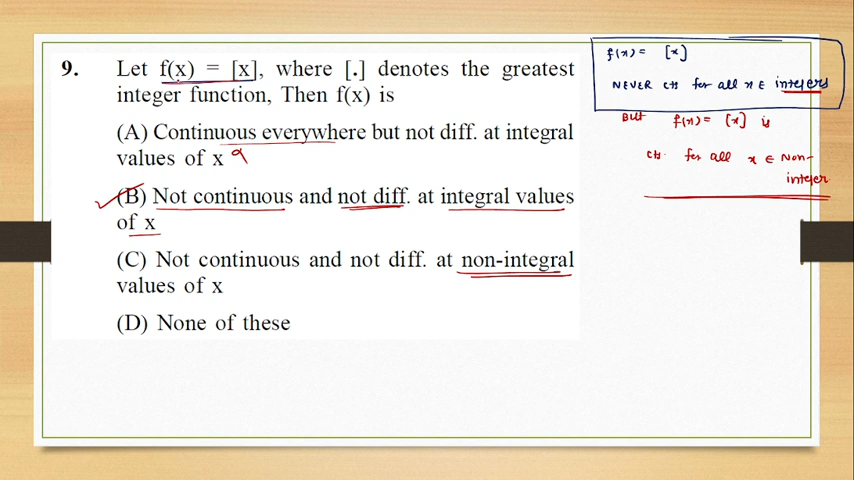 9. Let f(x) = [x], where [.] denotes the greatest
integer function, Then f(x) is
(A) Continuous everywhere but not diff. at integral
values of x
(B) Not continuous and not diff. at integral values
of x
(C) Not continuous and not diff. at non-integral
values of x
(D) None of these
f(x) = [x]
NEVER cts for all x ∈ integers
BUT f(x) = [x] is
cts. for all x ∈ Non-
integer